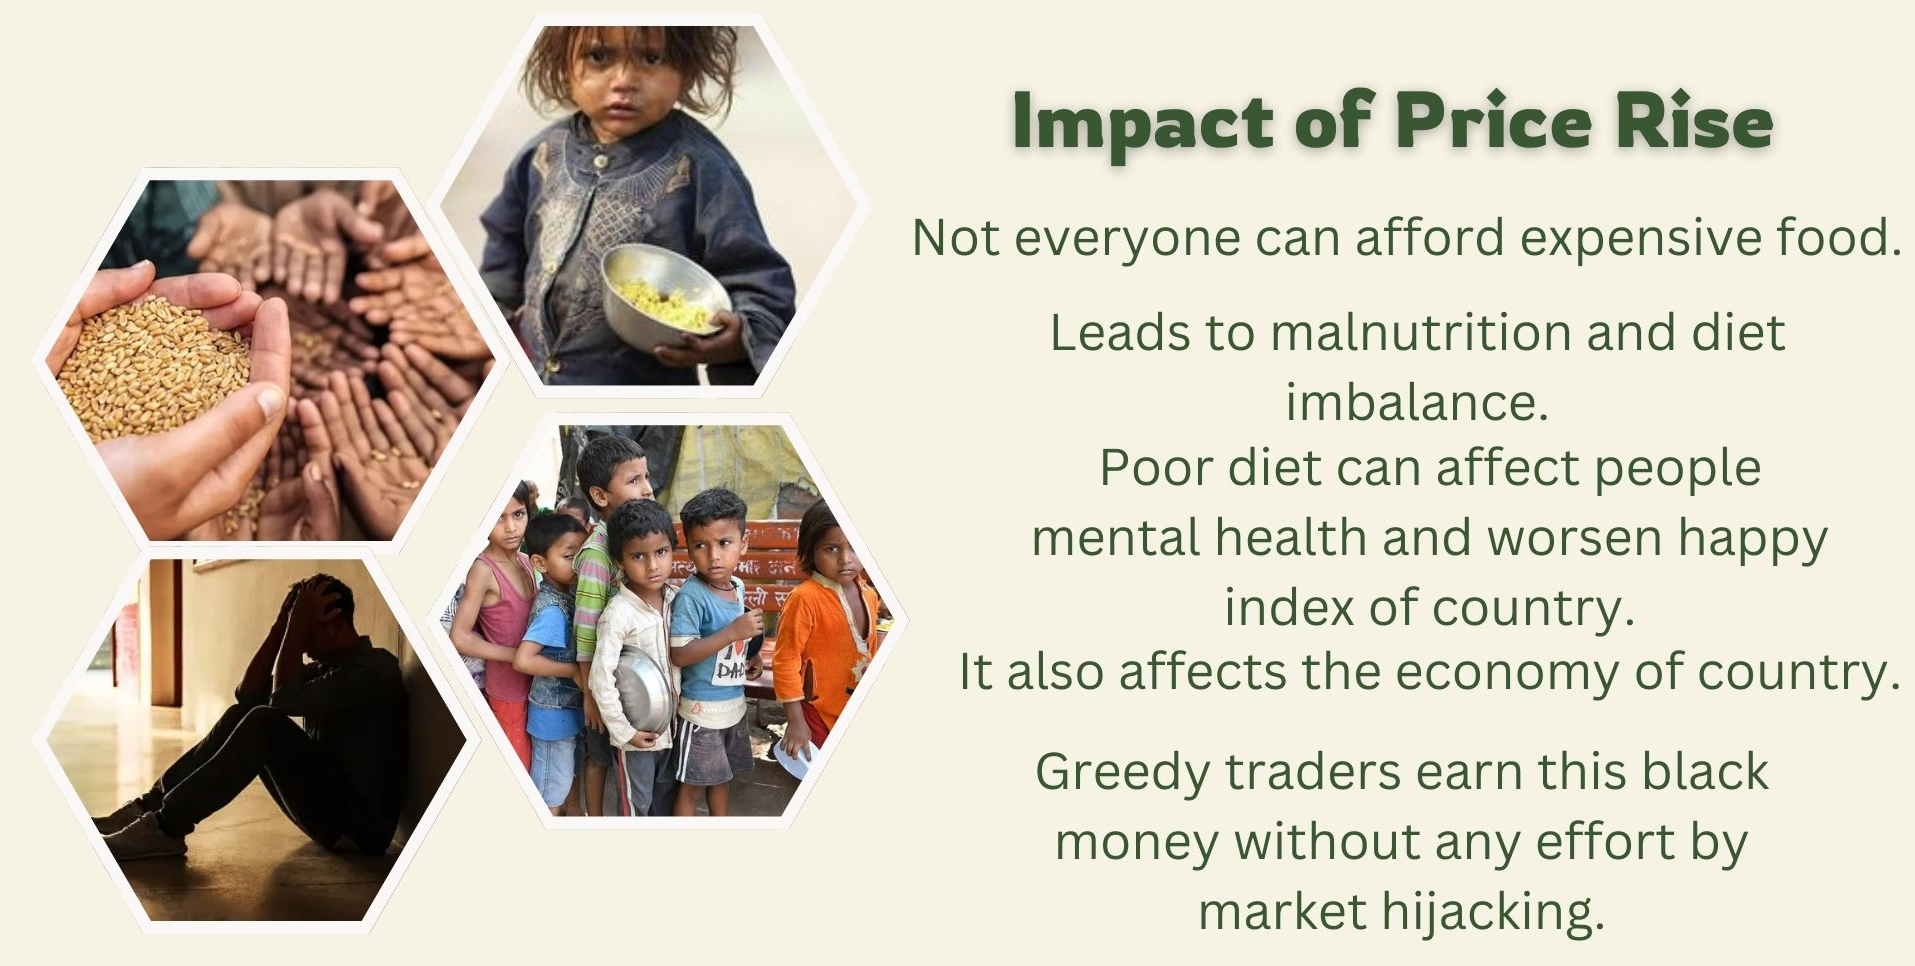 Impact of Price Rise
Not everyone can afford expensive food.
Leads to malnutrition and diet
imbalance.
Poor diet can affect people
mental health and worsen happy
index of country.
It also affects the economy of country.
Greedy traders earn this black
money without any effort by
market hijacking.
I
DAD